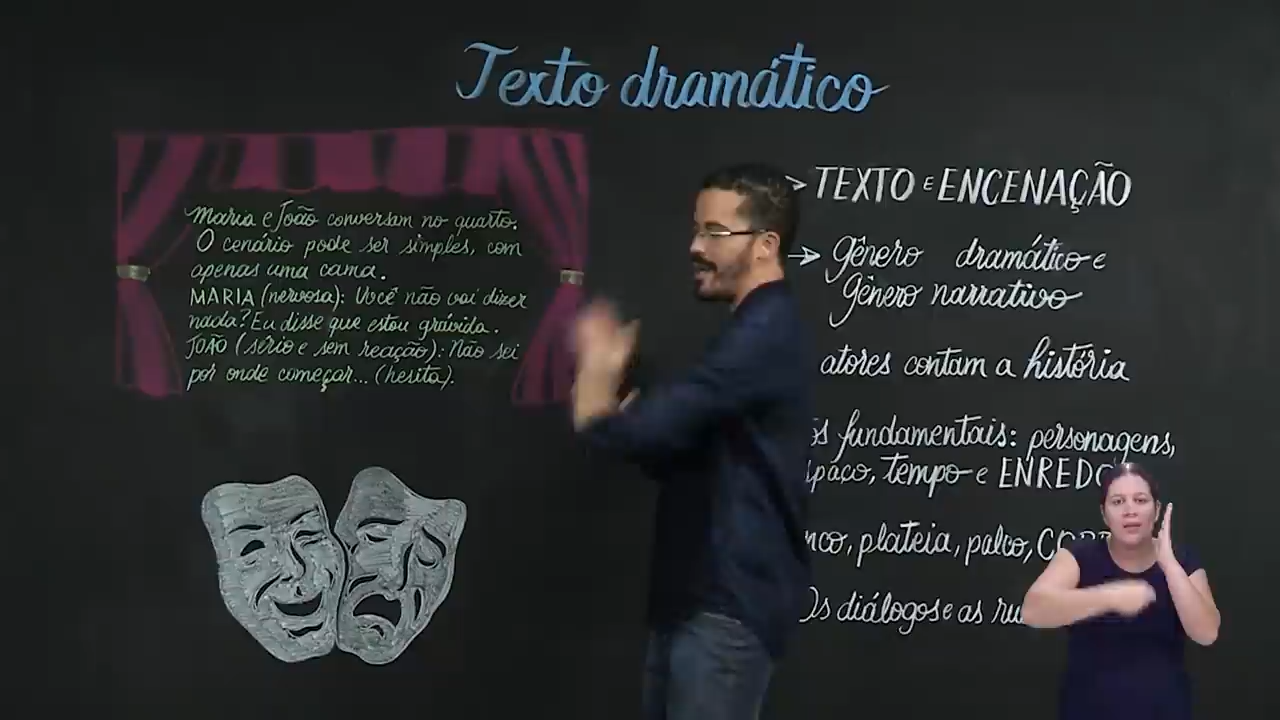 Texto dramático
Maria e João conversam no quarto.
O cenário pode ser simples, com
apenas uma cama.
MARIA (nervosa): Você não vai dizer
nada? Eu disse que estou grávida.
JOÃO (sério e sem reação): Não sei
por onde começar... (hesita).
TEXTO E ENCENAÇÃO
Gênero dramático e
Gênero narrativo
atores contam a história
fundamentais: personagens,
tempo e ENREDO
plateia, palco,
Os diálogos e as